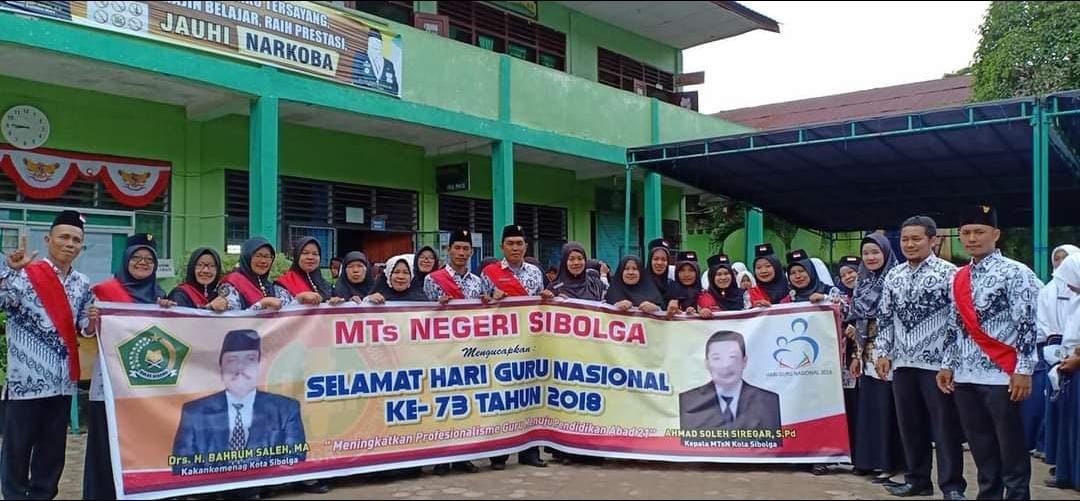 TERSAYANG,
BELAJAR, RAIH PRESTASI,
JAUHI NARKOBA
MTs NEGERI SIBOLGA
Mengucapkan :
SELAMAT HARI GURU NASIONAL
KE- 73 TAHUN 2018
"Meningkatkan Profesionalisme Guru Menuju Pendidikan Abad 21"
Drs. H. BAHRUM SALEH, MA
Kakankemenag Kota Sibolga
HARI GURU NASIONAL 2018
AHMAD SOLEH SIREGAR, S.Pd
Kepala MTsN Kota Sibolga